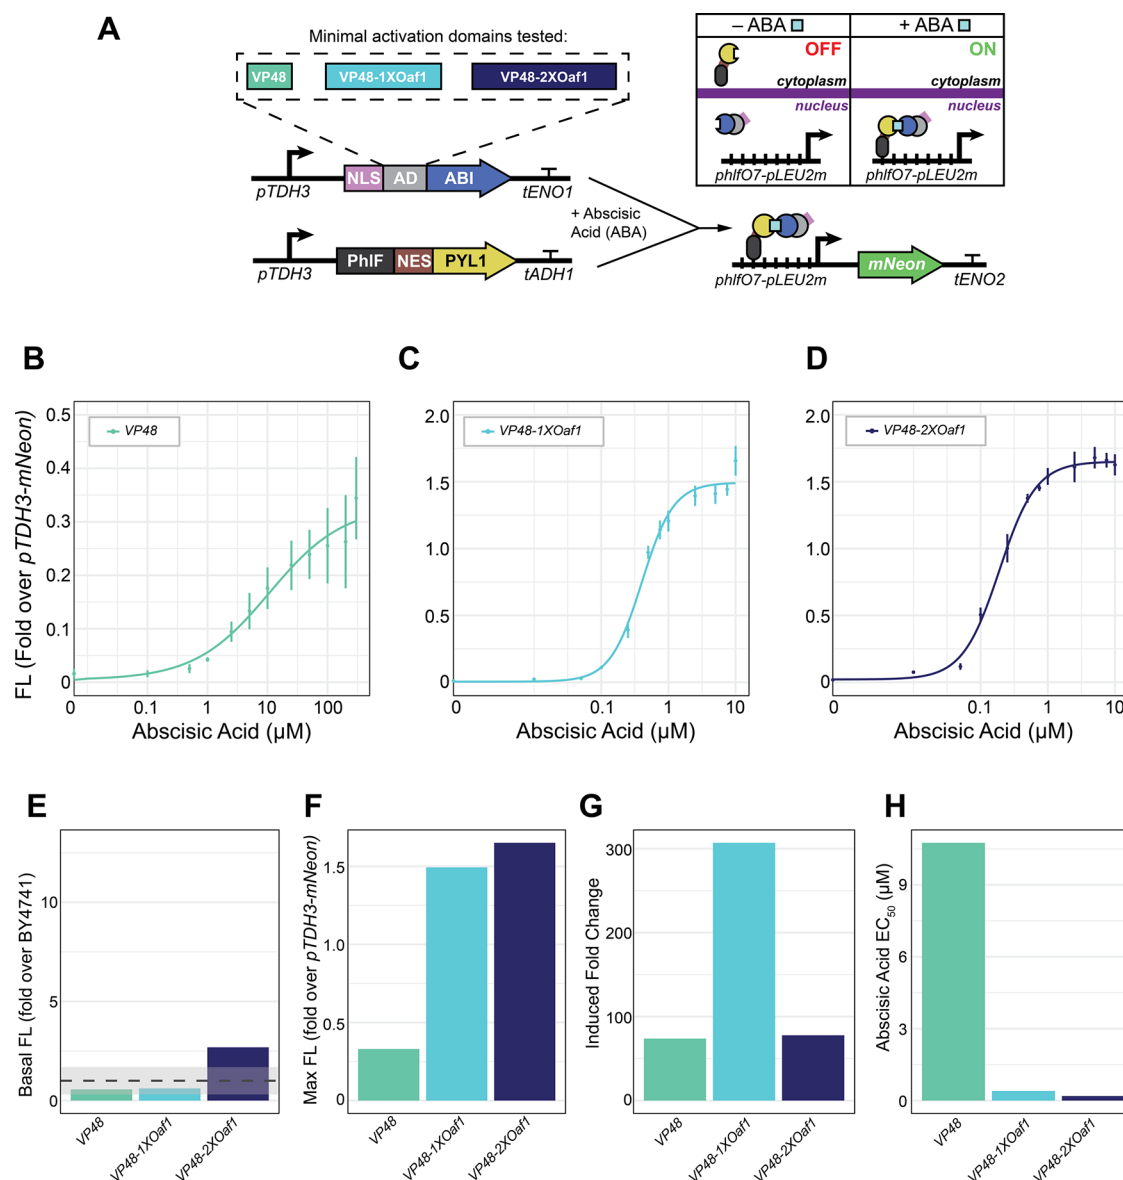 A
Minimal activation domains tested:
VP48 VP48-1XOaf1 VP48-2XOaf1
– ABA + ABA
OFF ON
cytoplasm cytoplasm
nucleus nucleus
phlfO7-pLEU2m phlfO7-pLEU2m
NLS AD ABI
pTDH3 tENO1
+ Abscisic
Acid (ABA)
PhlF NES PYL1
pTDH3 tADH1
mNeon
phlfO7-pLEU2m tENO2
B
FL (Fold over pTDH3-mNeon)
0.5
0.4
0.3
0.2
0.1
0
VP48
0 0.1 1 10 100
Abscisic Acid (µM)
C
2.0
1.5
1.0
0.5
0
VP48-1XOaf1
0 0.1 1 10
Abscisic Acid (µM)
D
2.0
1.5
1.0
0.5
0
VP48-2XOaf1
0 0.1 1 10
Abscisic Acid (µM)
E
Basal FL (fold over BY4741)
10
5
0
VP48 VP48-1XOaf1 VP48-2XOaf1
F
Max FL (fold over pTDH3-mNeon)
1.5
1.0
0.5
0
VP48 VP48-1XOaf1 VP48-2XOaf1
G
Induced Fold Change
300
200
100
0
VP48 VP48-1XOaf1 VP48-2XOaf1
H
Abscisic Acid EC50 (µM)
9
6
3
0
VP48 VP48-1XOaf1 VP48-2XOaf1